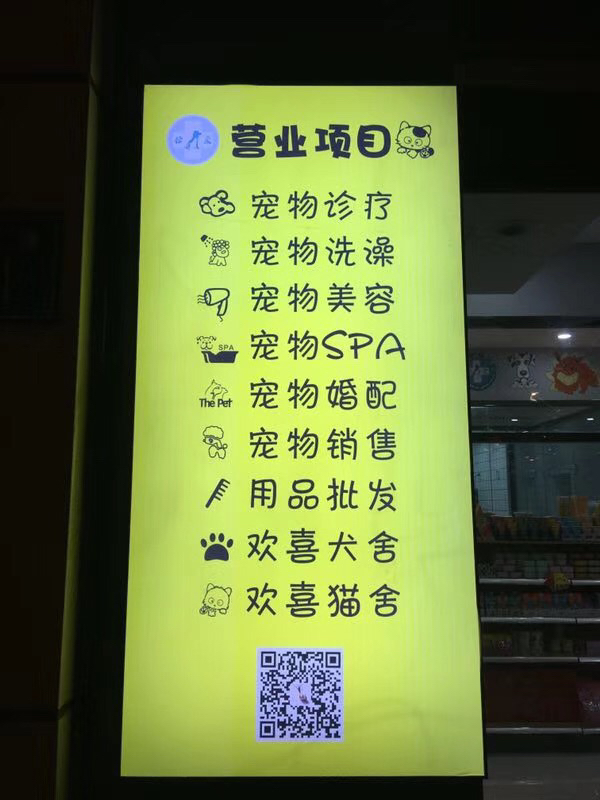 营业项目
宠物诊疗
宠物洗澡
宠物美容
SPA
宠物SPA
The Pet
宠物婚配
宠物销售
用品批发
欢喜犬舍
欢喜猫舍